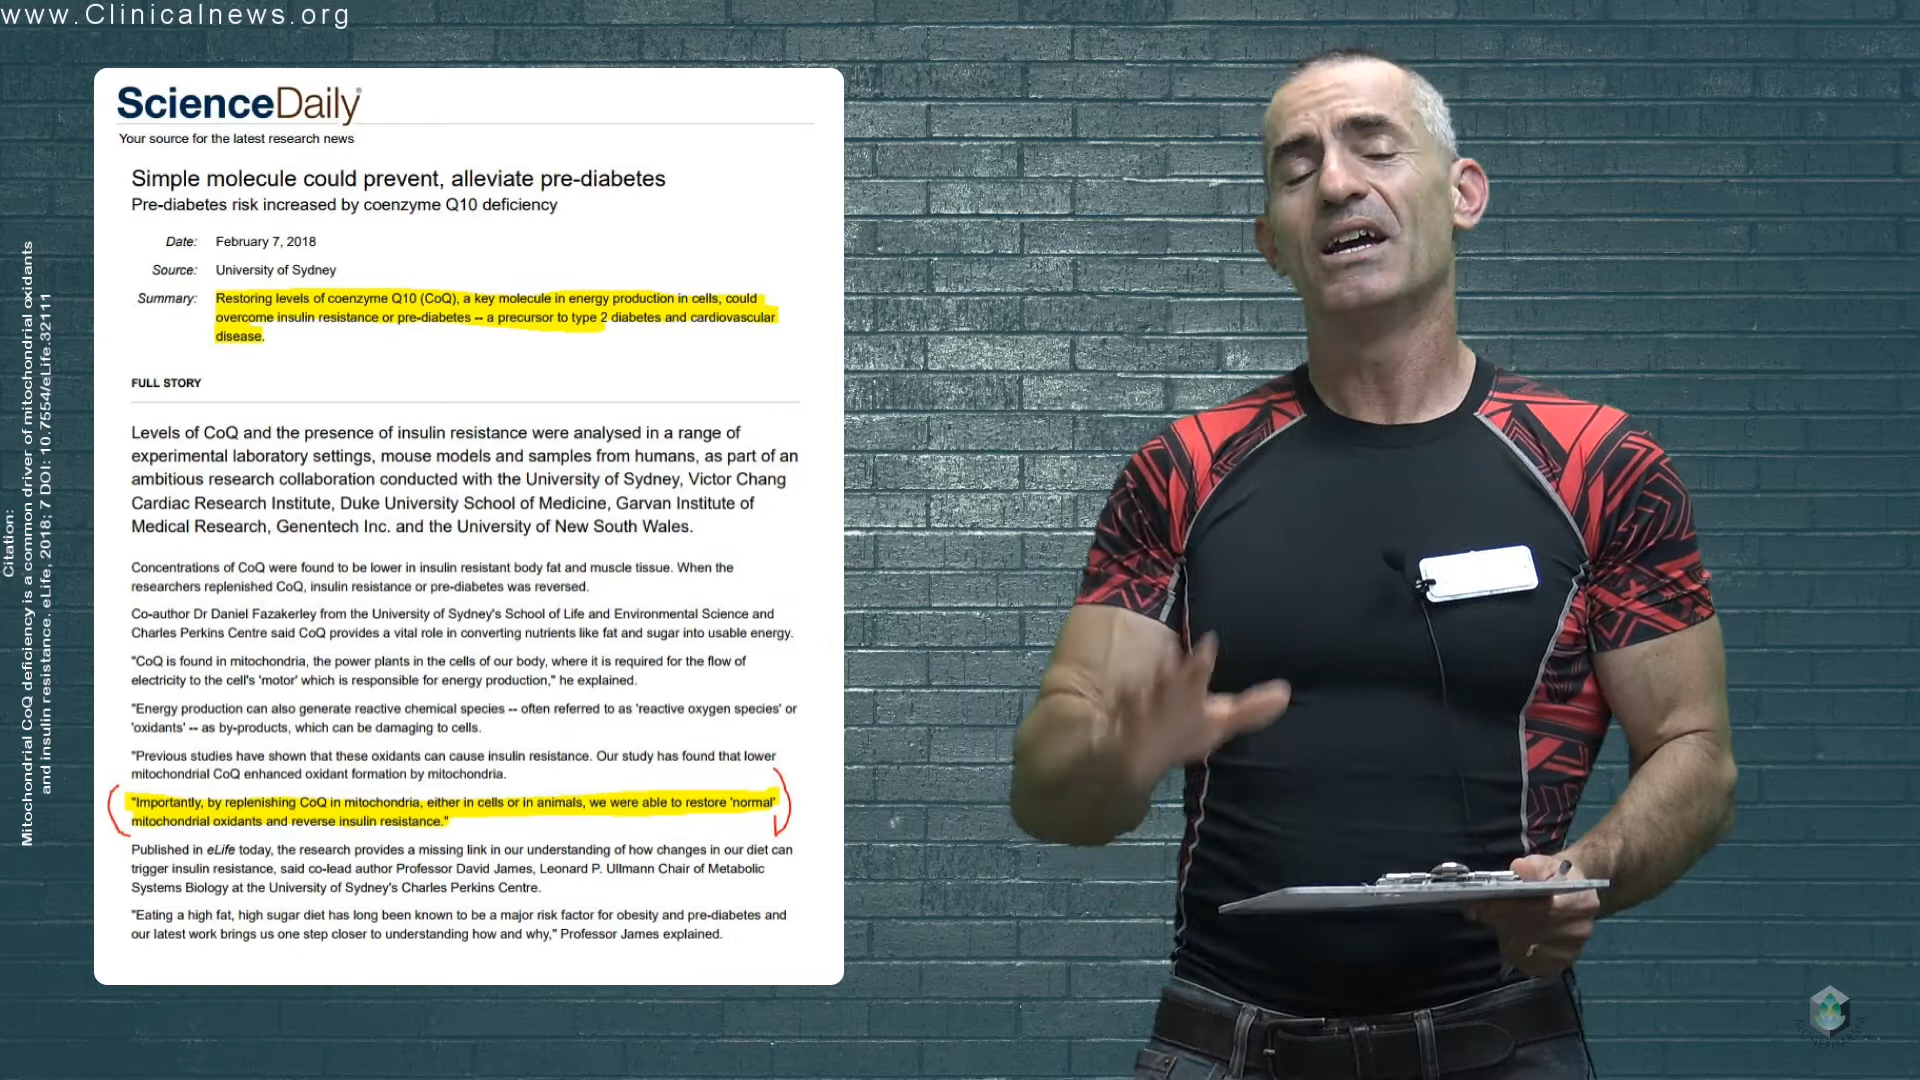 www.Clinicalnews.org
ScienceDaily
Your source for the latest research news
Simple molecule could prevent, alleviate pre-diabetes
Pre-diabetes risk increased by coenzyme Q10 deficiency
Date: February 7, 2018
Source: University of Sydney
Summary: Restoring levels of coenzyme Q10 (CoQ), a key molecule in energy production in cells, could
overcome insulin resistance or pre-diabetes -- a precursor to type 2 diabetes and cardiovascular
disease.
FULL STORY
Levels of CoQ and the presence of insulin resistance were analysed in a range of
experimental laboratory settings, mouse models and samples from humans, as part of an
ambitious research collaboration conducted with the University of Sydney, Victor Chang
Cardiac Research Institute, Duke University School of Medicine, Garvan Institute of
Medical Research, Genentech Inc. and the University of New South Wales.
Concentrations of CoQ were found to be lower in insulin resistant body fat and muscle tissue. When the
researchers replenished CoQ, insulin resistance or pre-diabetes was reversed.
Co-author Dr Daniel Fazakerley from the University of Sydney's School of Life and Environmental Science and
Charles Perkins Centre said CoQ provides a vital role in converting nutrients like fat and sugar into usable energy.
"CoQ is found in mitochondria, the power plants in the cells of our body, where it is required for the flow of
electricity to the cell's 'motor' which is responsible for energy production," he explained.
"Energy production can also generate reactive chemical species -- often referred to as 'reactive oxygen species' or
'oxidants' -- as by-products, which can be damaging to cells.
"Previous studies have shown that these oxidants can cause insulin resistance. Our study has found that lower
mitochondrial CoQ enhanced oxidant formation by mitochondria.
"Importantly, by replenishing CoQ in mitochondria, either in cells or in animals, we were able to restore 'normal'
mitochondrial oxidants and reverse insulin resistance."
Published in eLife today, the research provides a missing link in our understanding of how changes in our diet can
trigger insulin resistance, said co-lead author Professor David James, Leonard P. Ullmann Chair of Metabolic
Systems Biology at the University of Sydney's Charles Perkins Centre.
"Eating a high fat, high sugar diet has long been known to be a major risk factor for obesity and pre-diabetes and
our latest work brings us one step closer to understanding how and why," Professor James explained.
Citation:
Mitochondrial CoQ deficiency is a common driver of mitochondrial oxidants
and insulin resistance. eLife, 2018; 7 DOI: 10.7554/eLife.32111